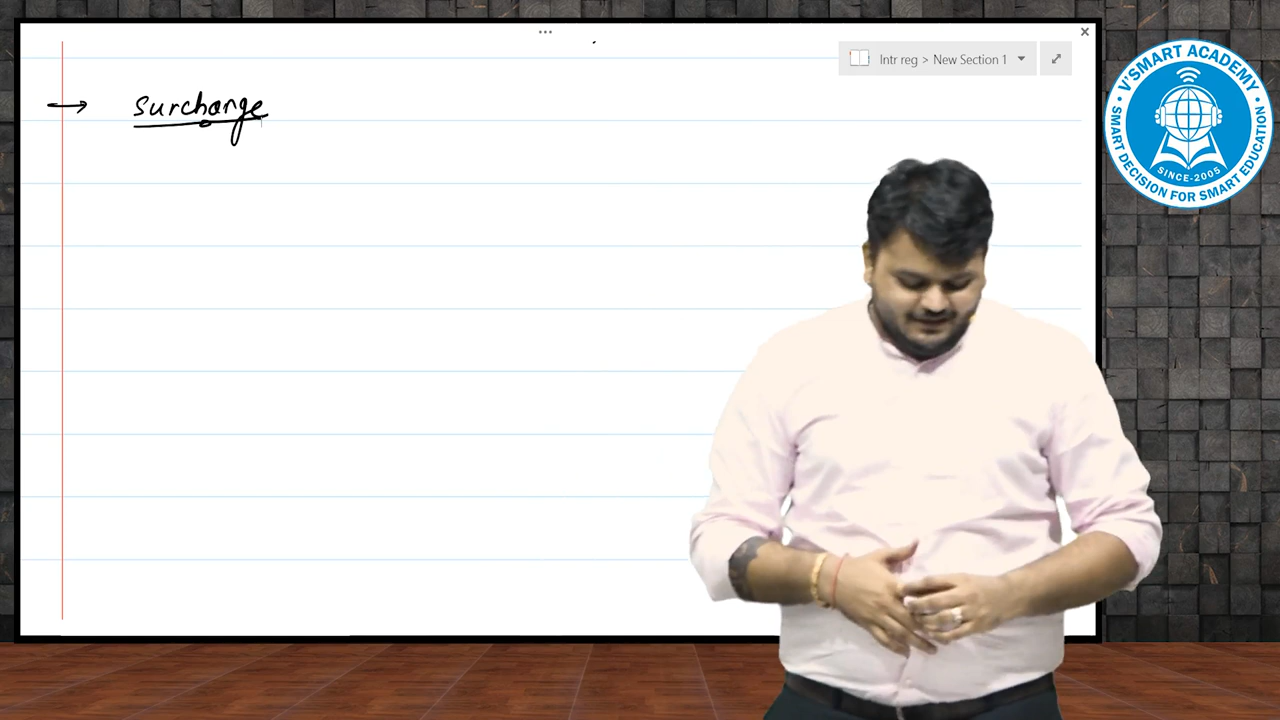 Intr reg > New Section 1
→ Surcharge
V'SMART ACADEMY
SINCE-2005
SMART DECISION FOR SMART EDUCATION